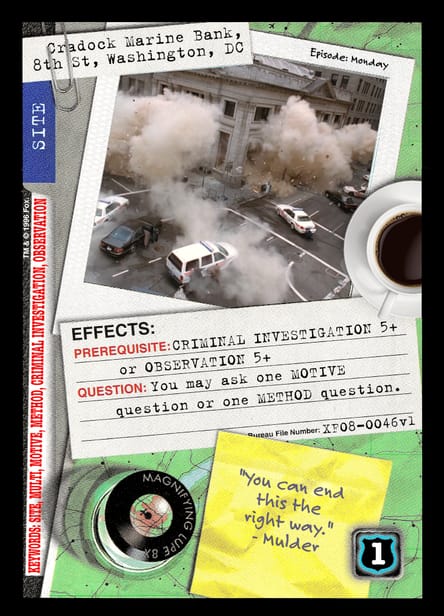 Cradock Marine Bank,
8th St, Washington, DC
Episode: Monday
SITE
TM & © 1996 Fox.
KEYWORDS: SITE, MULTI, MOTIVE, METHOD, CRIMINAL INVESTIGATION, OBSERVATION
EFFECTS:
PREREQUISITE: CRIMINAL INVESTIGATION 5+
or OBSERVATION 5+
QUESTION: You may ask one MOTIVE
question or one METHOD question.
Bureau File Number: XF08-0046v1
MAGNIFYING LUPE 8X
"You can end
this the
right way."
- Mulder
1